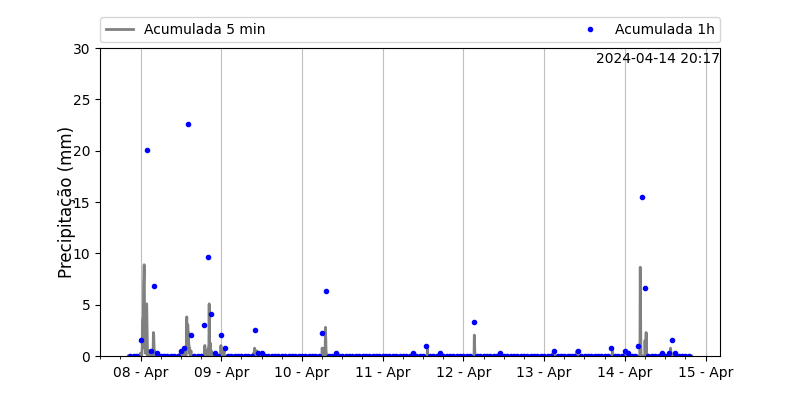 Acumulada 5 min Acumulada 1h
2024-04-14 20:17
Precipitação (mm)
30
25
20
15
10
5
0
08 - Apr 09 - Apr 10 - Apr 11 - Apr 12 - Apr 13 - Apr 14 - Apr 15 - Apr